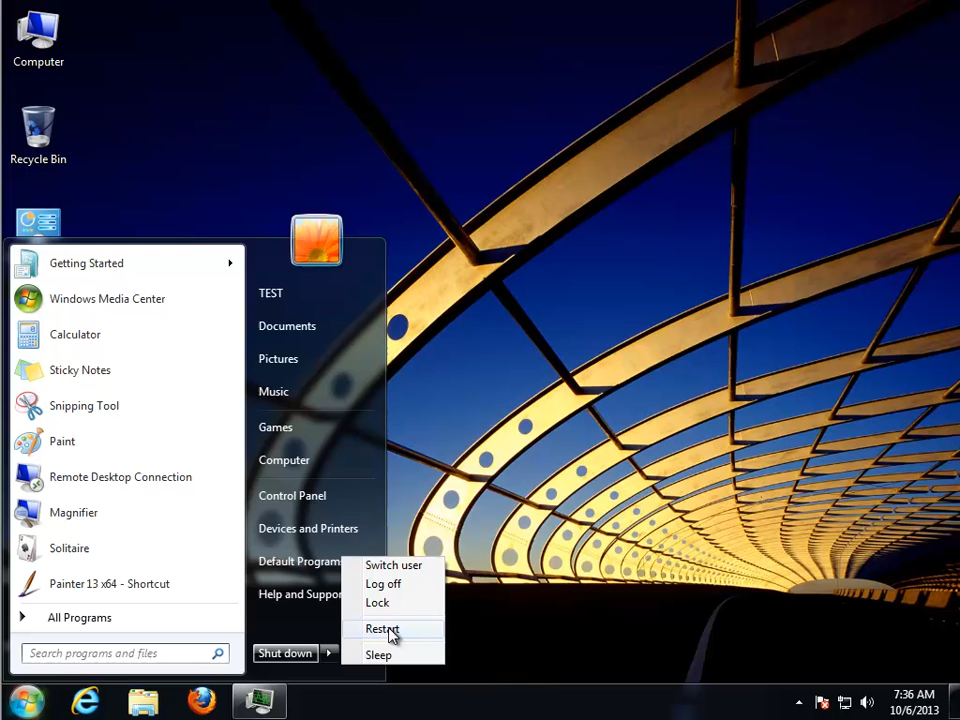 Computer
Recycle Bin
Getting Started
Windows Media Center
Calculator
Sticky Notes
Snipping Tool
Paint
Remote Desktop Connection
Magnifier
Solitaire
Painter 13 x64 - Shortcut
All Programs
Search programs and files
TEST
Documents
Pictures
Music
Games
Computer
Control Panel
Devices and Printers
Default Program
Help and Suppor
Shut down
Switch user
Log off
Lock
Restart
Sleep
7:36 AM
10/6/2013